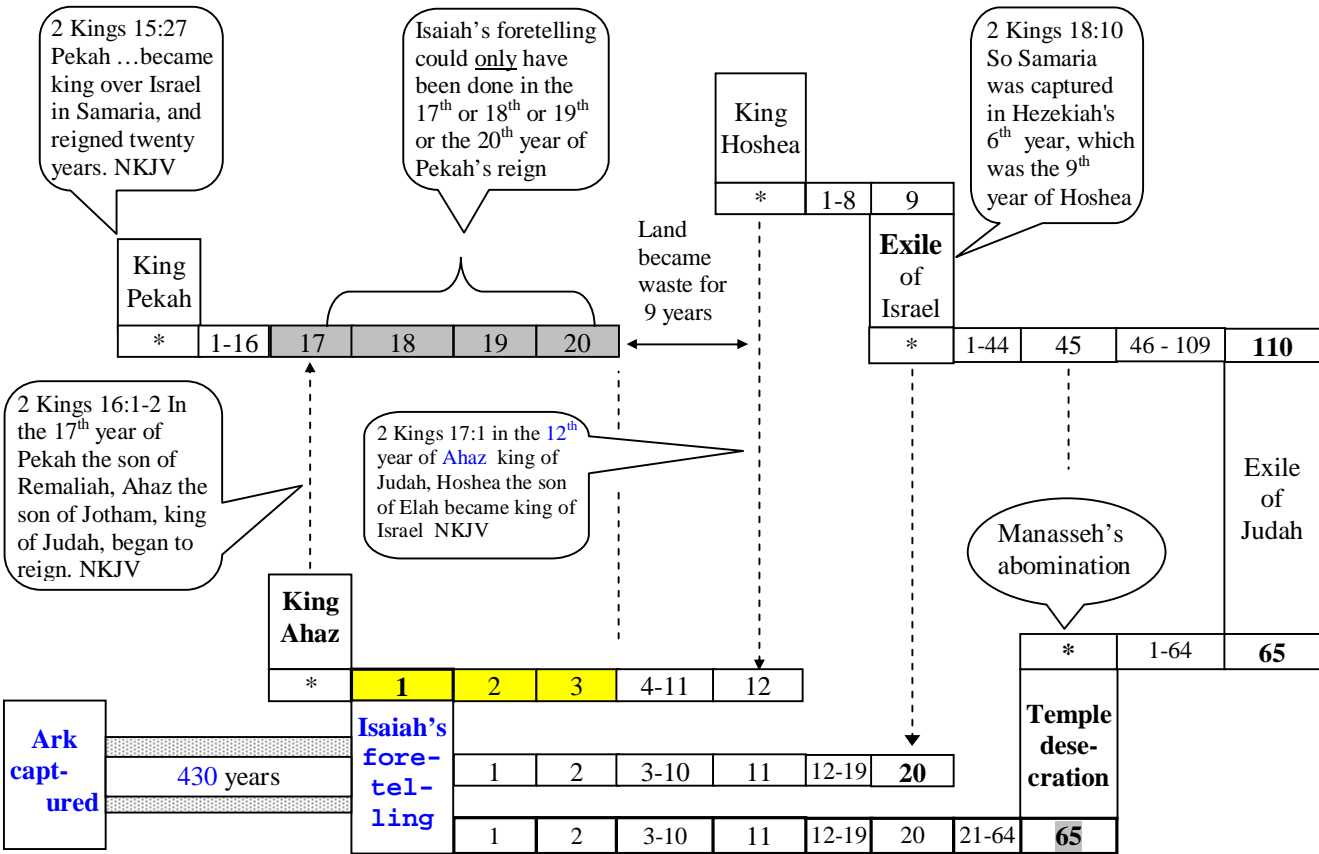 2 Kings 15:27
Pekah …became
king over Israel
in Samaria, and
reigned twenty
years. NKJV
Isaiah’s foretelling
could only have
been done in the
17th or 18th or 19th
or the 20th year of
Pekah’s reign
King
Hoshea
2 Kings 18:10
So Samaria
was captured
in Hezekiah's
6th year, which
was the 9th
year of Hoshea
* 1-8 9
King
Pekah
Land
became
waste for
9 years
Exile
of
Israel
* 1-16 17 18 19 20
* 1-44 45 46 - 109 110
2 Kings 16:1-2 In
the 17th year of
Pekah the son of
Remaliah, Ahaz the
son of Jotham, king
of Judah, began to
reign. NKJV
2 Kings 17:1 in the 12th
year of Ahaz king of
Judah, Hoshea the son
of Elah became king of
Israel NKJV
Exile
of
Judah
Manasseh’s
abomination
King
Ahaz
* 1-64 65
* 1 2 3 4-11 12
Ark
capt-
ured
430 years
Isaiah’s
fore-
tel-
ling
Temple
dese-
cration
1 2 3-10 11 12-19 20
1 2 3-10 11 12-19 20 21-64 65